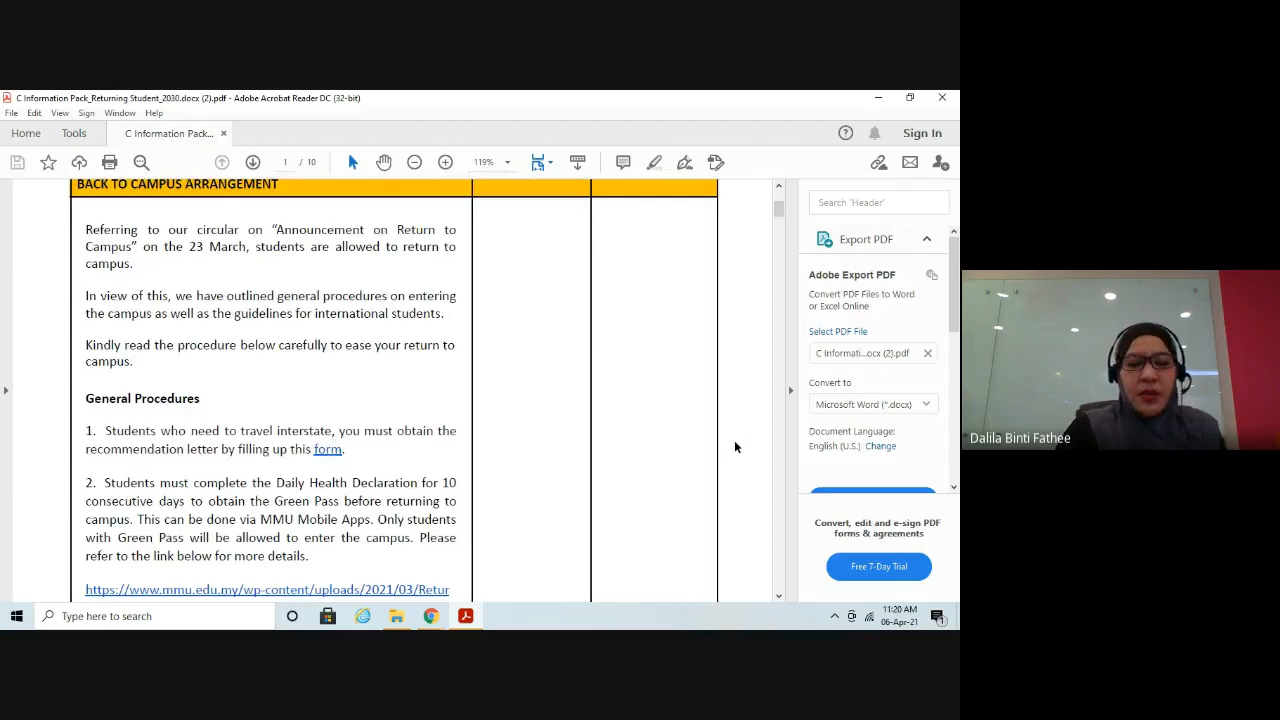 C Information Pack_Returning Student_2030.docx (2).pdf - Adobe Acrobat Reader DC (32-bit)
File Edit View Sign Window Help
Home Tools C Information Pack... × Sign In
1 / 10 119%
BACK TO CAMPUS ARRANGEMENT
Referring to our circular on “Announcement on Return to
Campus” on the 23 March, students are allowed to return to
campus.
In view of this, we have outlined general procedures on entering
the campus as well as the guidelines for international students.
Kindly read the procedure below carefully to ease your return to
campus.
General Procedures
1. Students who need to travel interstate, you must obtain the
recommendation letter by filling up this form.
2. Students must complete the Daily Health Declaration for 10
consecutive days to obtain the Green Pass before returning to
campus. This can be done via MMU Mobile Apps. Only students
with Green Pass will be allowed to enter the campus. Please
refer to the link below for more details.
https://www.mmu.edu.my/wp-content/uploads/2021/03/Retur
Search 'Header'
Export PDF
Adobe Export PDF
Convert PDF Files to Word
or Excel Online
Select PDF File
C Informati...ocx (2).pdf
Convert to
Microsoft Word (*.docx)
Document Language:
English (U.S.) Change
Convert, edit and e-sign PDF
forms & agreements
Free 7-Day Trial
Type here to search
11:20 AM
06-Apr-21
1
Dalila Binti Fathee